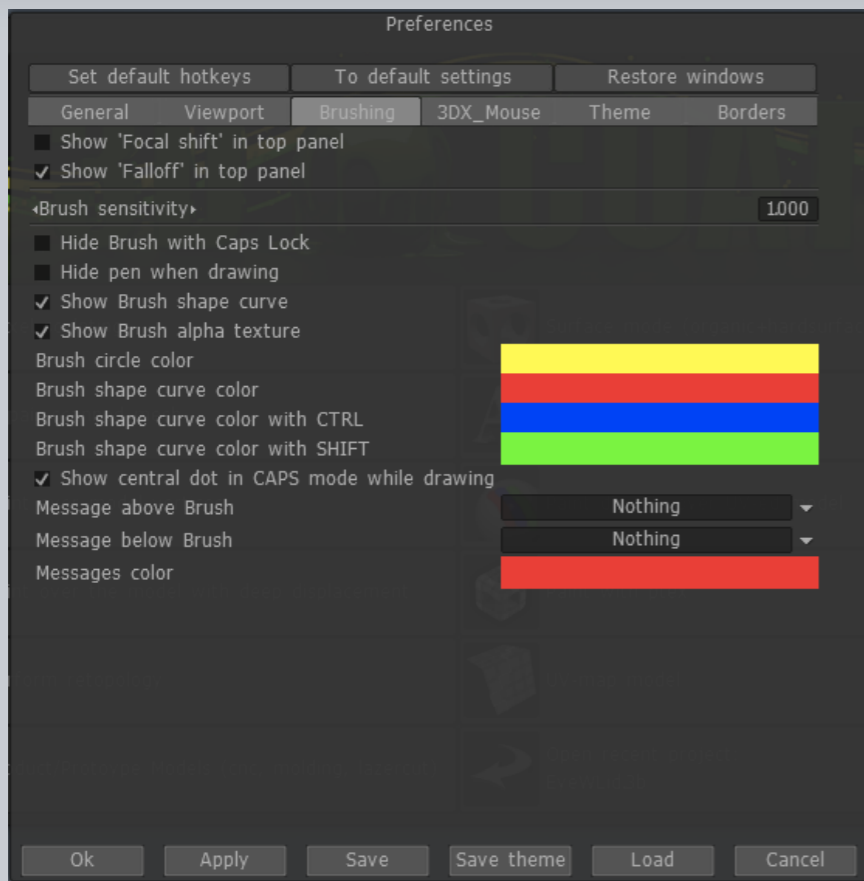 Preferences
Set default hotkeys To default settings Restore windows
General Viewport Brushing 3DX_Mouse Theme Borders
Show 'Focal shift' in top panel
Show 'Falloff' in top panel
Brush sensitivity 1.000
Hide Brush with Caps Lock
Hide pen when drawing
Show Brush shape curve
Show Brush alpha texture
Brush circle color
Brush shape curve color
Brush shape curve color with CTRL
Brush shape curve color with SHIFT
Show central dot in CAPS mode while drawing
Message above Brush Nothing
Message below Brush Nothing
Messages color
Ok Apply Save Save theme Load Cancel